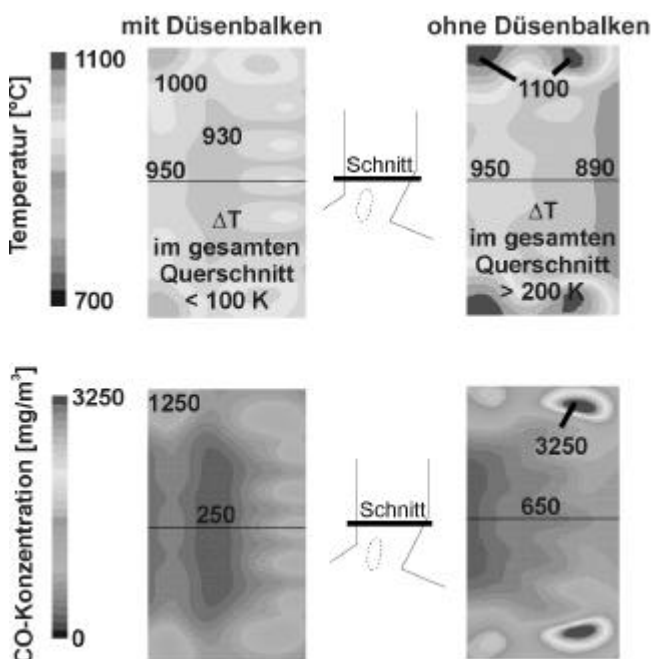 mit Düsenbalken
ohne Düsenbalken
Temperatur [°C]
1100
700
1000
930
950
ΔT
im gesamten
Querschnitt
< 100 K
Schnitt
1100
950
890
ΔT
im gesamten
Querschnitt
> 200 K
CO-Konzentration [mg/m³]
3250
0
1250
250
Schnitt
3250
650